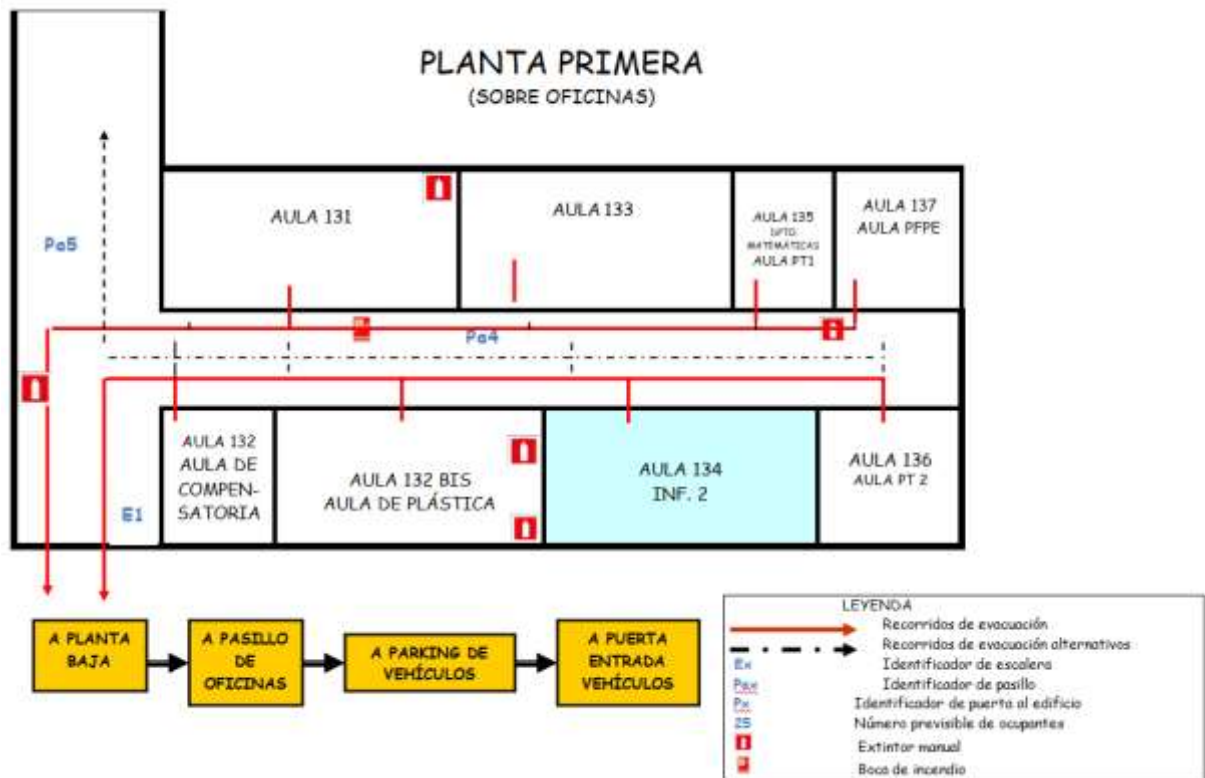 PLANTA PRIMERA
(SOBRE OFICINAS)
AULA 131
AULA 133
AULA 135
DPTO.
MATEMÁTICAS
AULA PT1
AULA 137
AULA PFPE
Pa5
Pa4
AULA 132
AULA DE
COMPEN-
SATORIA
AULA 132 BIS
AULA DE PLÁSTICA
AULA 134
INF. 2
AULA 136
AULA PT 2
E1
A PLANTA
BAJA
A PASILLO
DE
OFICINAS
A PARKING DE
VEHÍCULOS
A PUERTA
ENTRADA
VEHÍCULOS
LEYENDA
Recorridos de evacuación
Recorridos de evacuación alternativos
Ex Identificador de escalera
Pax Identificador de pasillo
Px Identificador de puerta al edificio
25 Número previsible de ocupantes
Extintor manual
Boca de incendio